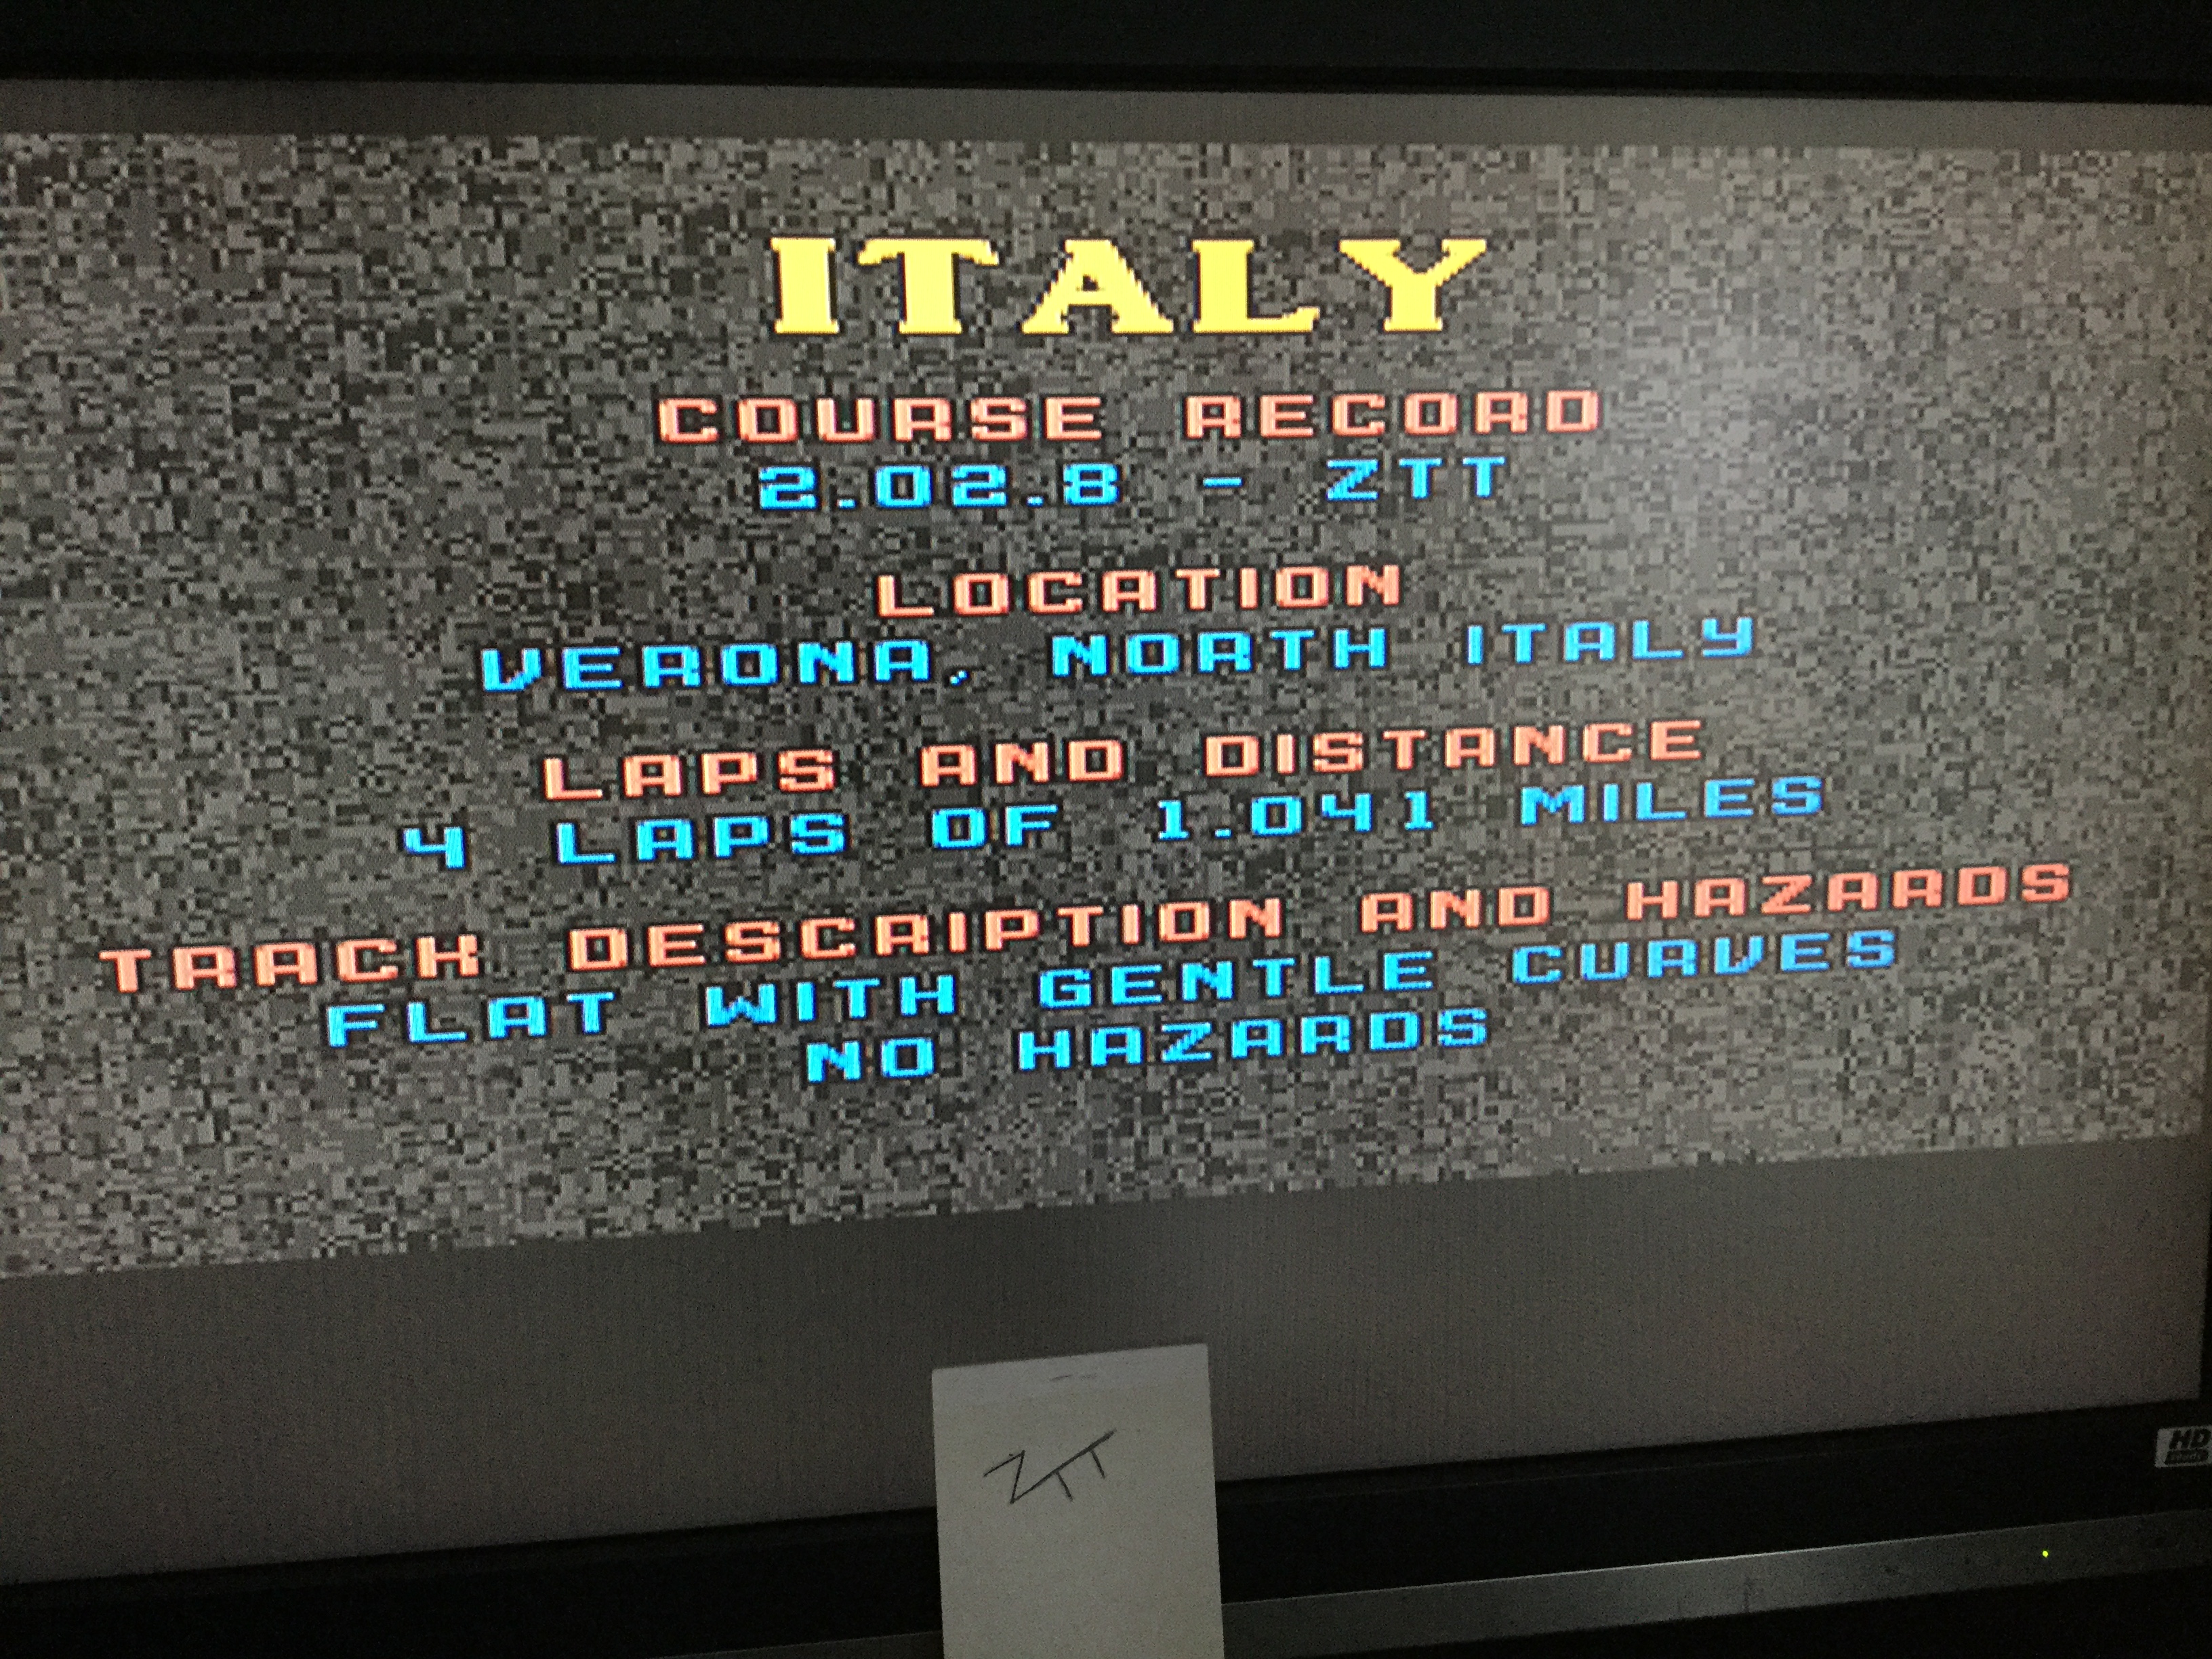 ITALY
COURSE RECORD
2.02.8 - ZTT
LOCATION
VERONA, NORTH ITALY
LAPS AND DISTANCE
4 LAPS OF 1.041 MILES
TRACK DESCRIPTION AND HAZARDS
FLAT WITH GENTLE CURVES
NO HAZARDS
ZTT
HD